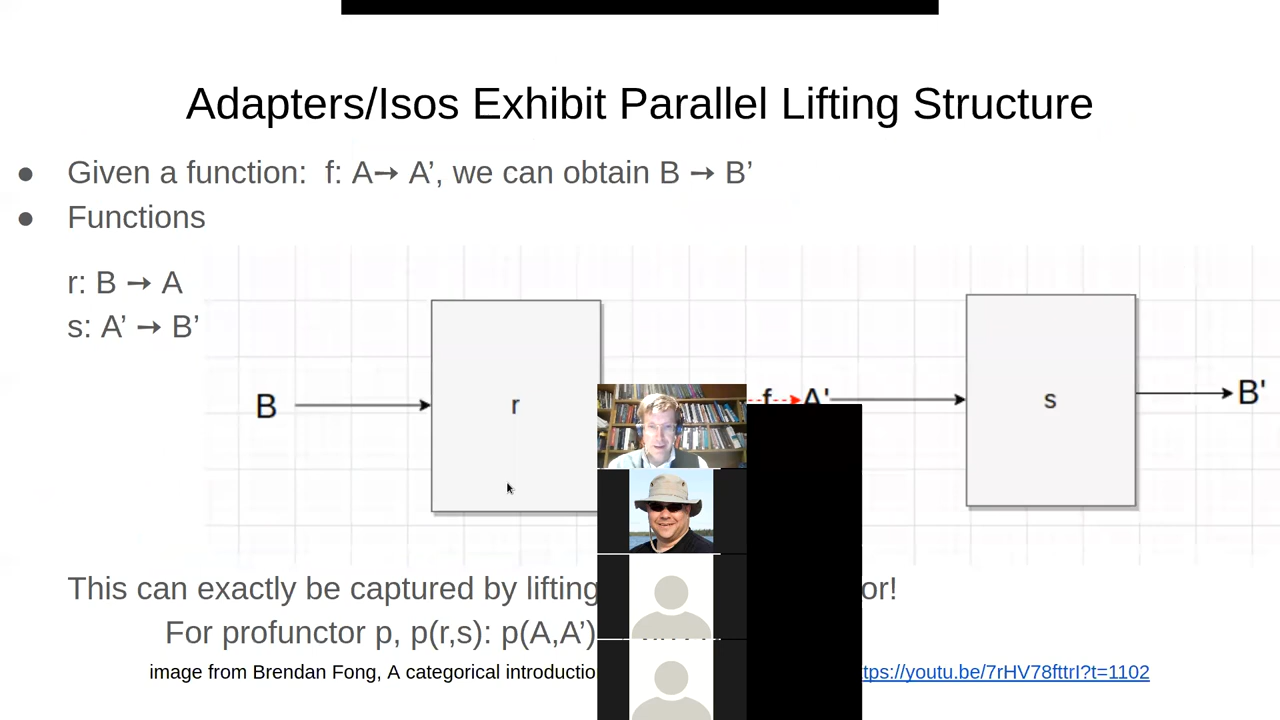 Adapters/Isos Exhibit Parallel Lifting Structure
● Given a function: f: A→ A’, we can obtain B → B’
● Functions
r: B → A
s: A’ → B’
B r f A' s B'
This can exactly be captured by lifting or!
For profunctor p, p(r,s): p(A,A’)
image from Brendan Fong, A categorical tps://youtu.be/7rHV78fttrI?t=1102